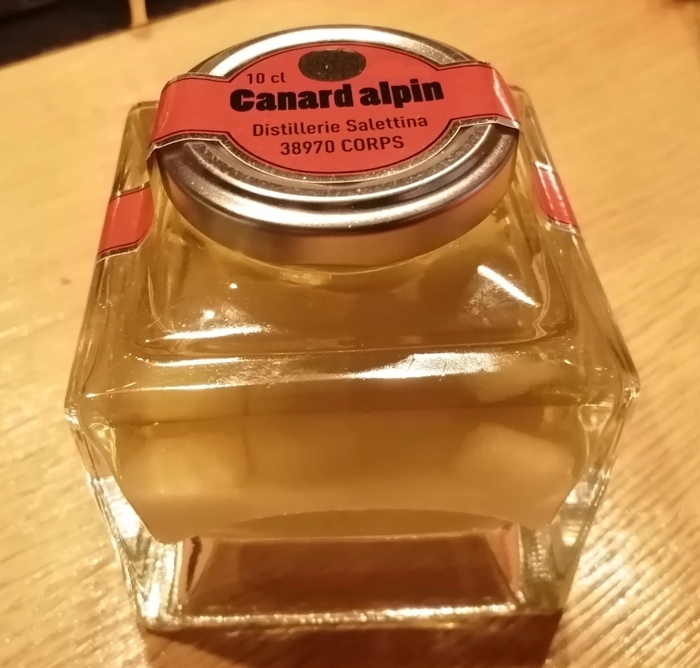 10 cl
Canard alpin
Distillerie Salettina
38970 CORPS